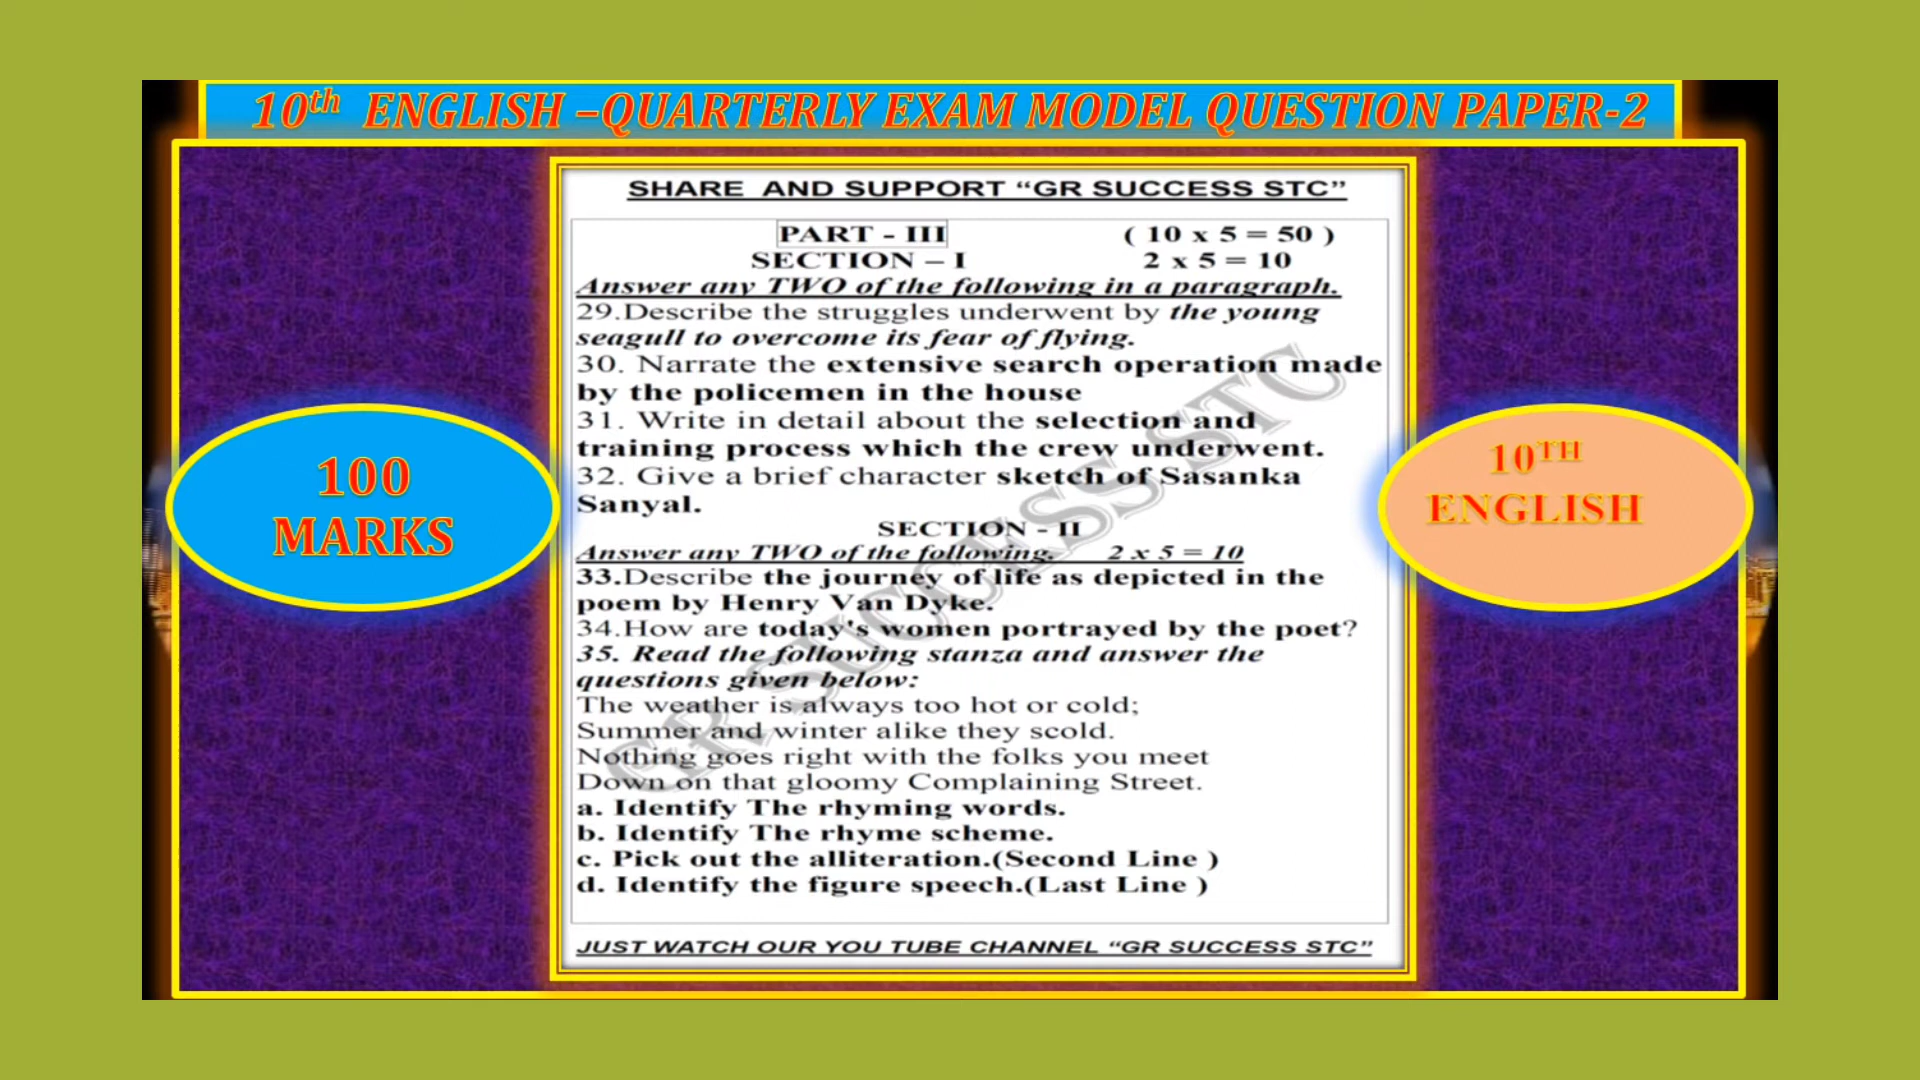 10th ENGLISH –QUARTERLY EXAM MODEL QUESTION PAPER-2
SHARE AND SUPPORT “GR SUCCESS STC”
PART - III ( 10 x 5 = 50 )
SECTION – I 2 x 5 = 10
Answer any TWO of the following in a paragraph.
29.Describe the struggles underwent by the young
seagull to overcome its fear of flying.
30. Narrate the extensive search operation made
by the policemen in the house
31. Write in detail about the selection and
training process which the crew underwent.
32. Give a brief character sketch of Sasanka
Sanyal.
SECTION - II
Answer any TWO of the following. 2 x 5 = 10
33.Describe the journey of life as depicted in the
poem by Henry Van Dyke.
34.How are today's women portrayed by the poet?
35. Read the following stanza and answer the
questions given below:
The weather is always too hot or cold;
Summer and winter alike they scold.
Nothing goes right with the folks you meet
Down on that gloomy Complaining Street.
a. Identify The rhyming words.
b. Identify The rhyme scheme.
c. Pick out the alliteration.(Second Line )
d. Identify the figure speech.(Last Line )
JUST WATCH OUR YOU TUBE CHANNEL “GR SUCCESS STC”
GR SUCCESS STC
100
MARKS
10TH
ENGLISH